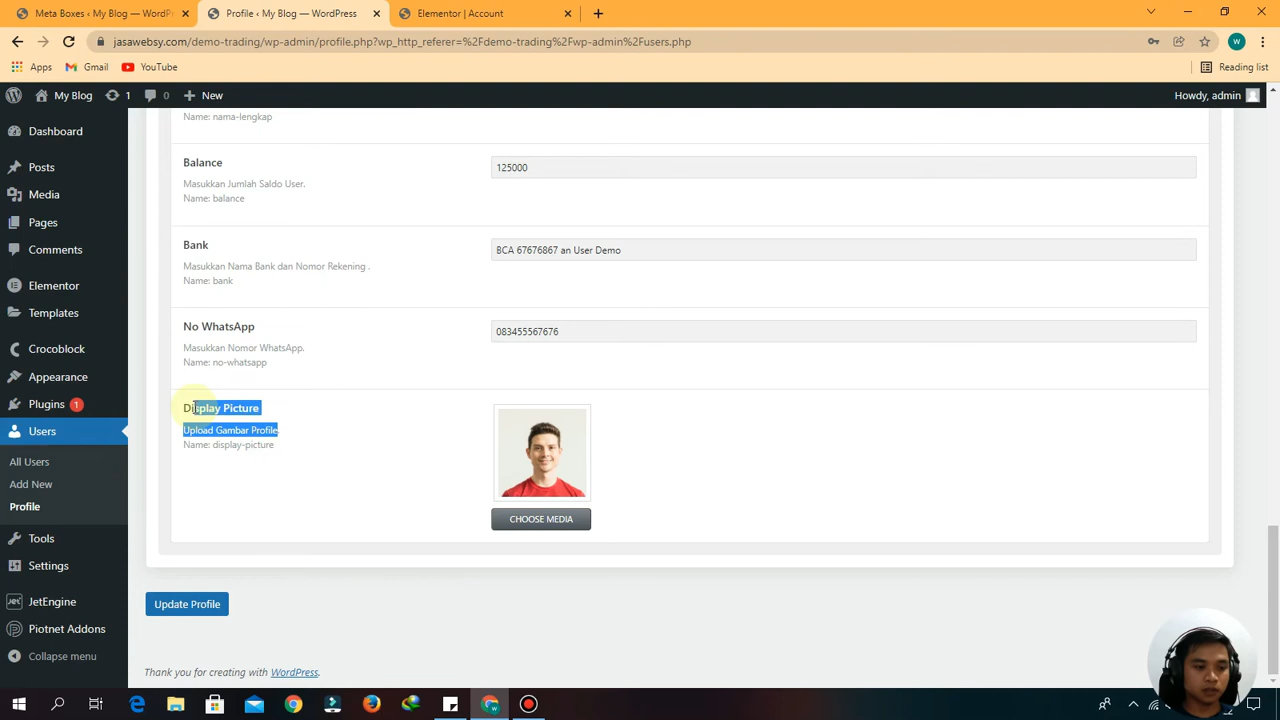 Meta Boxes ‹ My Blog — WordPr
Profile ‹ My Blog — WordPress
Elementor | Account
jasawebsy.com/demo-trading/wp-admin/profile.php?wp_http_referer=%2Fdemo-trading%2Fwp-admin%2Fusers.php
Apps
Gmail
YouTube
Reading list
My Blog
1
0
New
Howdy, admin
Dashboard
Posts
Media
Pages
Comments
Elementor
Templates
Crocoblock
Appearance
Plugins 1
Users
All Users
Add New
Profile
Tools
Settings
JetEngine
Piotnet Addons
Collapse menu
Name: nama-lengkap
Balance
Masukkan Jumlah Saldo User.
Name: balance
125000
Bank
Masukkan Nama Bank dan Nomor Rekening .
Name: bank
BCA 67676867 an User Demo
No WhatsApp
Masukkan Nomor WhatsApp.
Name: no-whatsapp
083455567676
Display Picture
Upload Gambar Profile
Name: display-picture
CHOOSE MEDIA
Update Profile
Thank you for creating with WordPress.